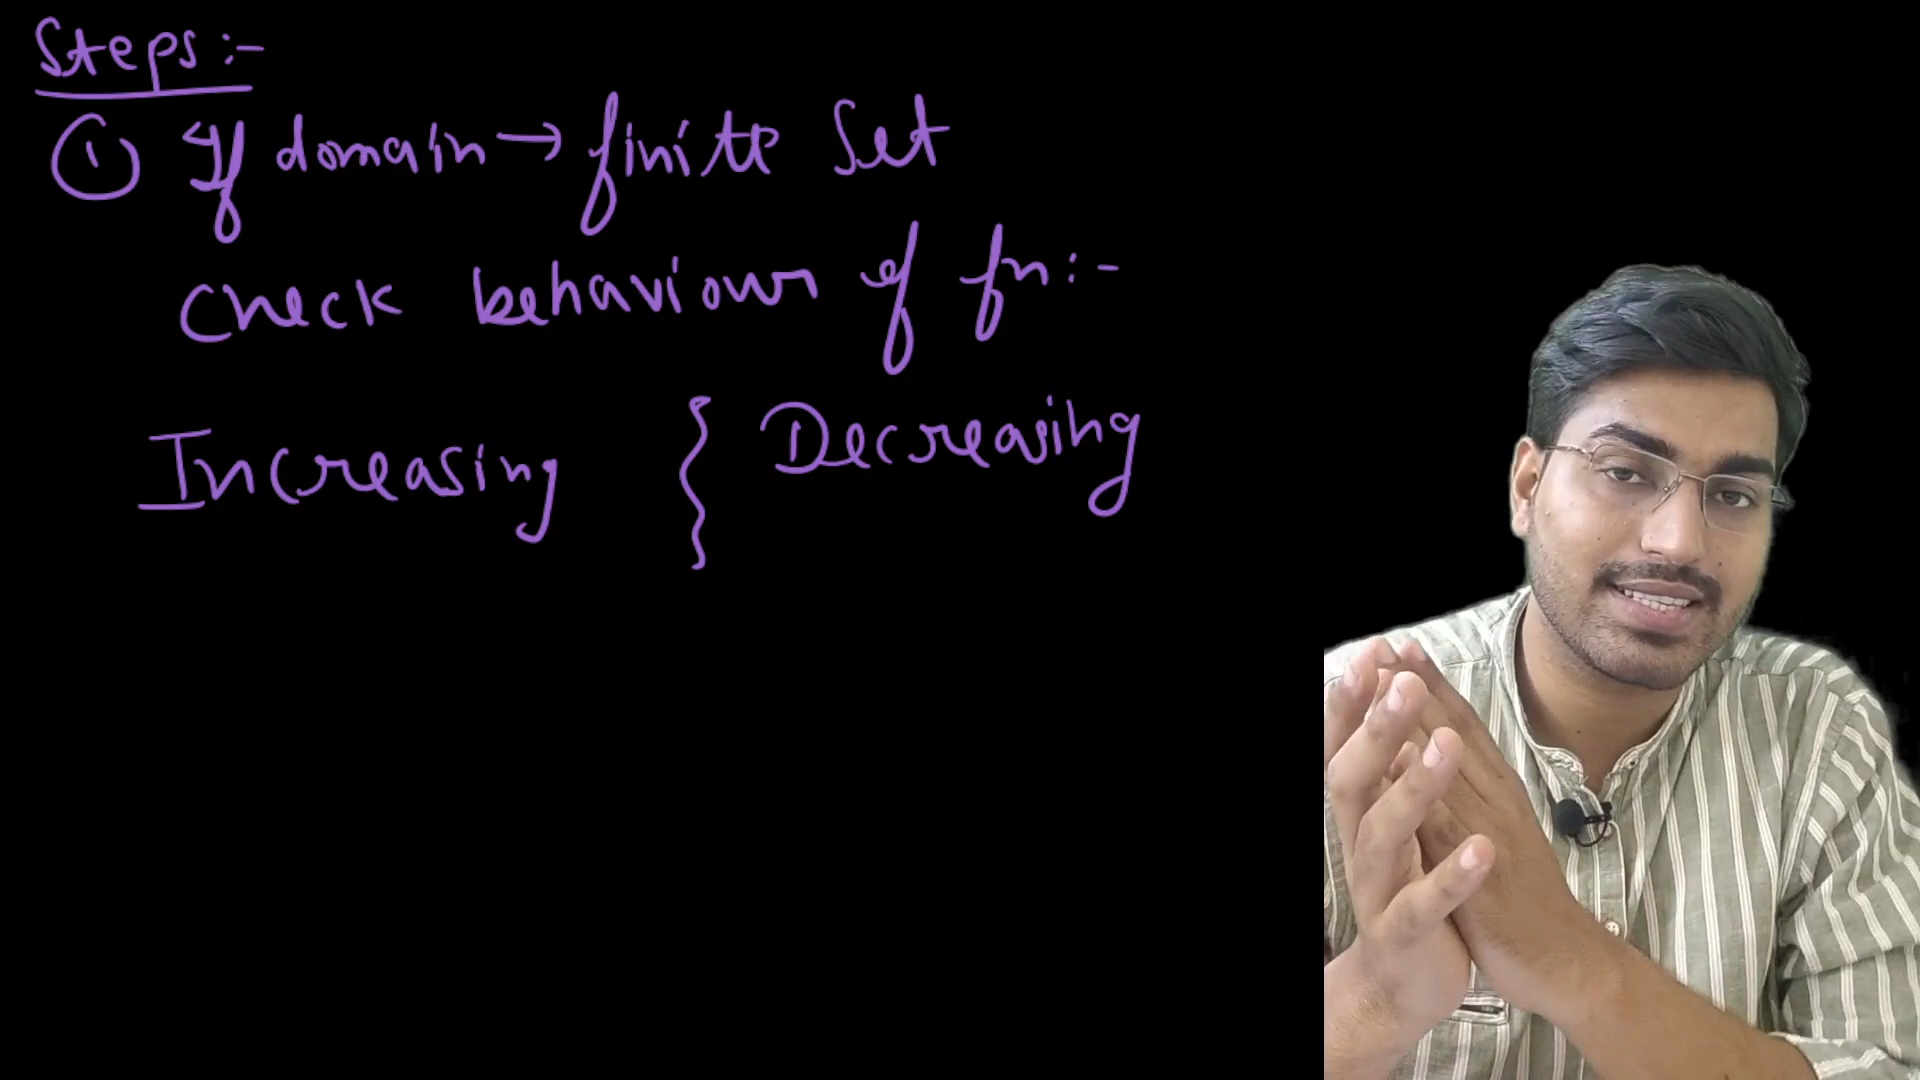 Steps :-
① If domain → finite Set
Check behaviour of fn :-
Increasing { Decreasing